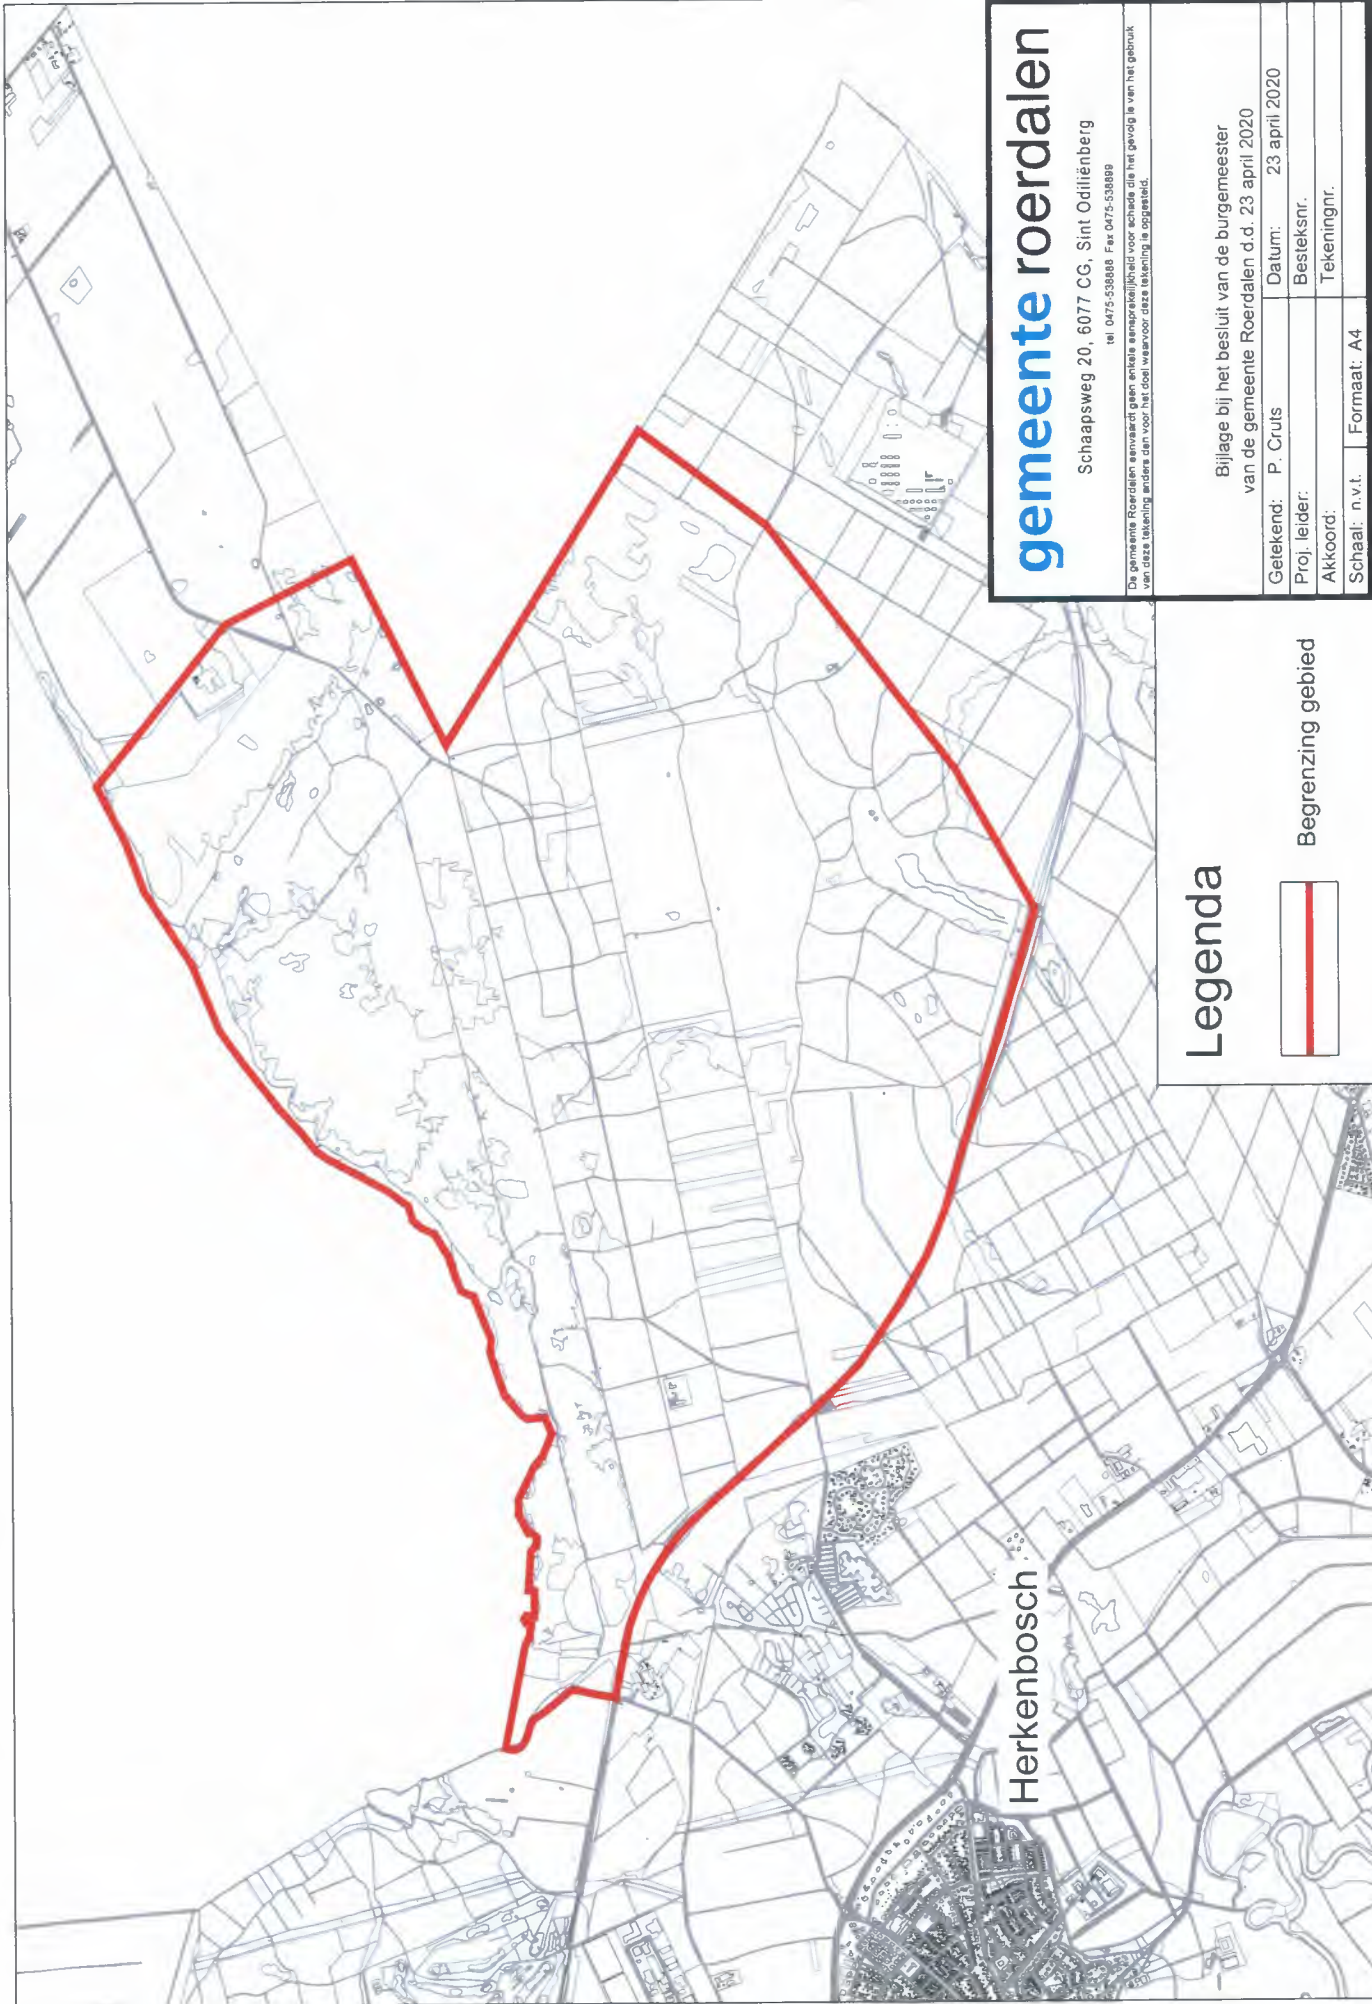 gemeente roerdalen
Schaapsweg 20, 6077 CG, Sint Odiliënberg
tel 0475-538888 Fax 0475-538899
De gemeente Roerdalen aanvaardt geen enkele aansprakelijkheid voor schade die het gevolg is van het gebruik
van deze tekening anders dan voor het doel waarvoor deze tekening is opgesteld.
Bijlage bij het besluit van de burgemeester
van de gemeente Roerdalen d.d. 23 april 2020
Getekend: P. Cruts Datum: 23 april 2020
Proj. leider: Besteksnr.
Akkoord: Tekeningnr.
Schaal: n.v.t. Formaat: A4
Legenda
Begrenzing gebied
Herkenbosch